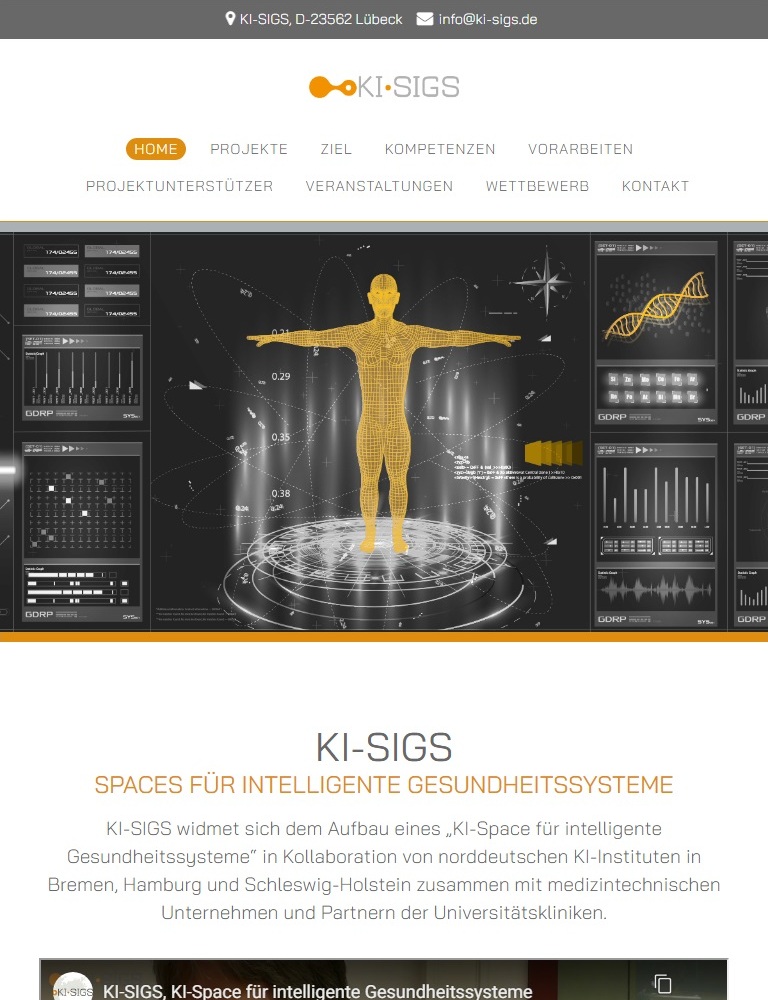 KI-SIGS, D-23562 Lübeck info@ki-sigs.de
KI·SIGS
HOME PROJEKTE ZIEL KOMPETENZEN VORARBEITEN
PROJEKTUNTERSTÜTZER VERANSTALTUNGEN WETTBEWERB KONTAKT
174/02455 174/02455
174/02455 174/02455
174/02455 174/02455
174/02455 174/02455
0.21
0.29
0.35
0.38
GDRP
GDRP
GDRP
GDRP
KI-SIGS
SPACES FÜR INTELLIGENTE GESUNDHEITSSYSTEME
KI-SIGS widmet sich dem Aufbau eines „KI-Space für intelligente
Gesundheitssysteme“ in Kollaboration von norddeutschen KI-Instituten in
Bremen, Hamburg und Schleswig-Holstein zusammen mit medizintechnischen
Unternehmen und Partnern der Universitätskliniken.
KI-SIGS
KI-SIGS, KI-Space für intelligente Gesundheitssysteme